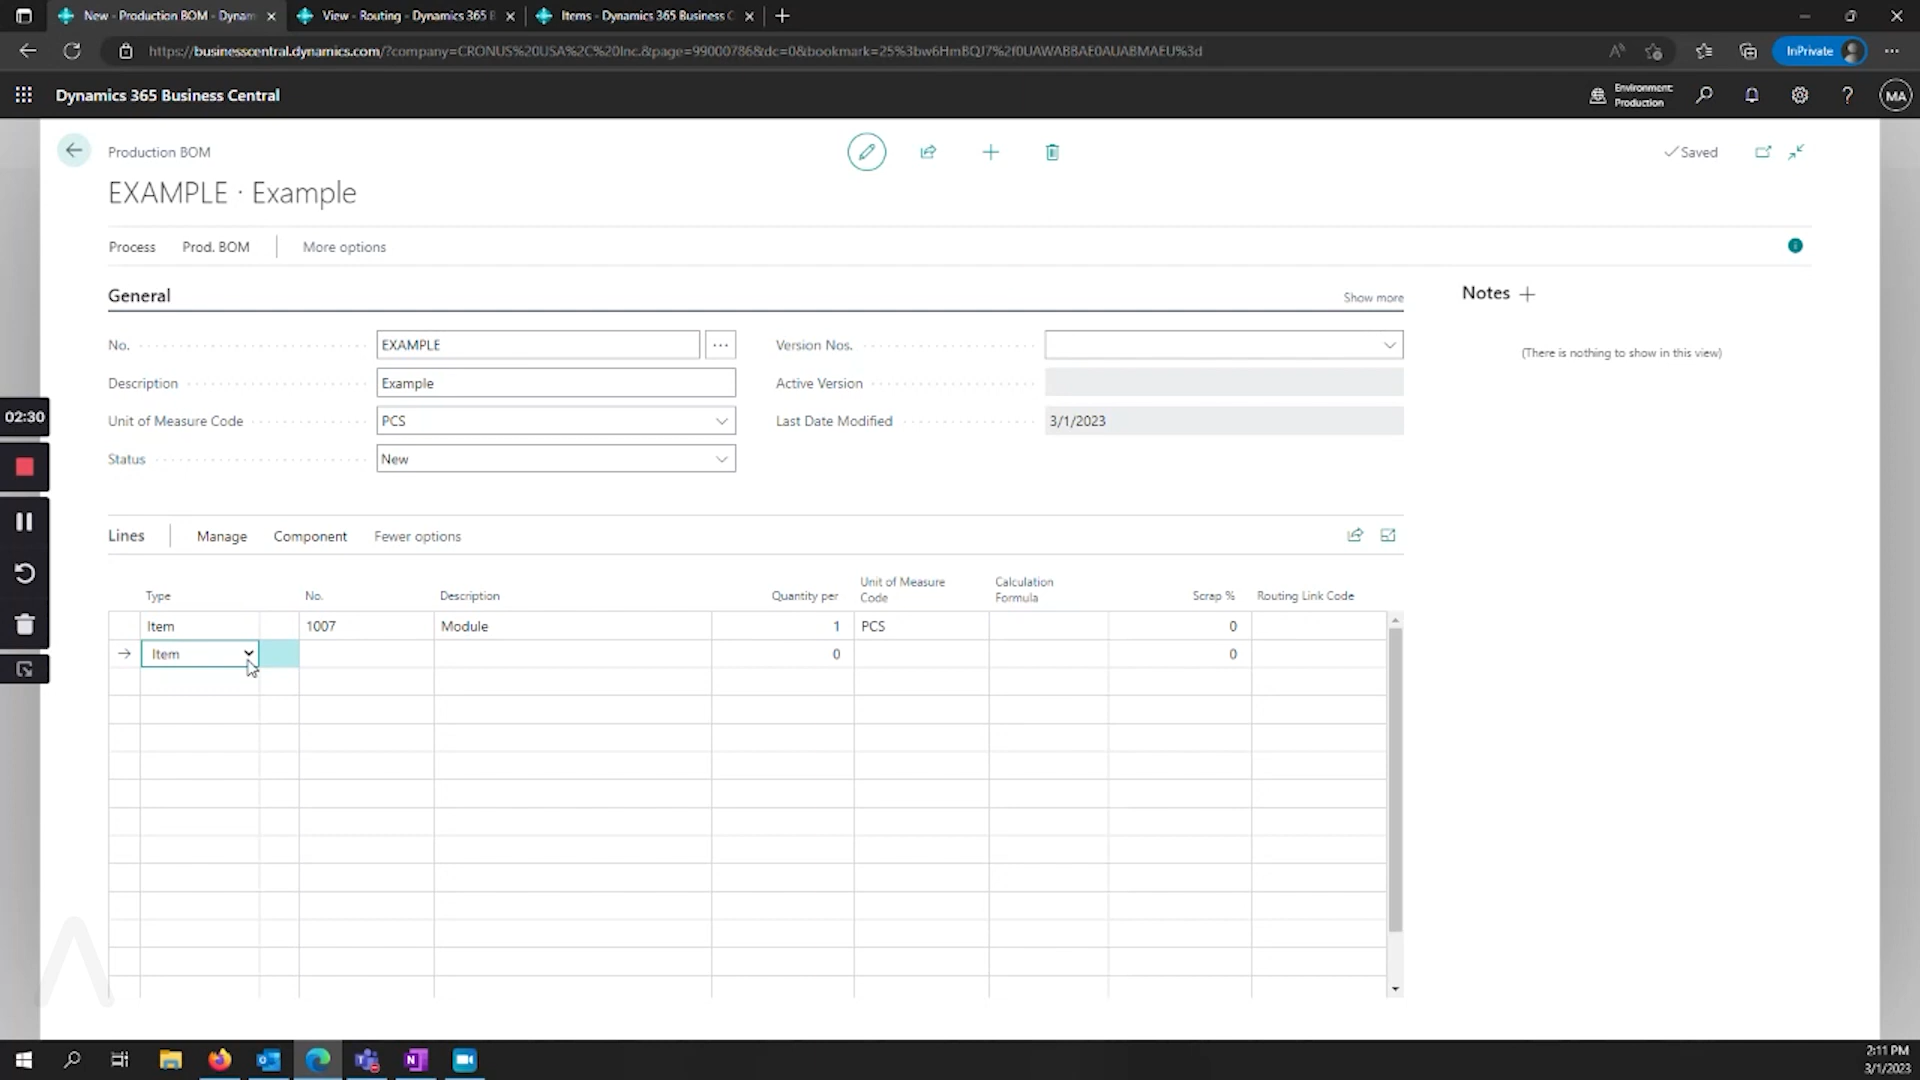 New - Production BOM - Dynam
View - Routing - Dynamics 365 B
Items - Dynamics 365 Business C
https://businesscentral.dynamics.com/?company=CRONUS%20USA%2C%20Inc.&page=99000786&dc=0&bookmark=25%3bw6HmBQJ7%2f0UAWABBAE0AUABMAEU%3d
InPrivate
Dynamics 365 Business Central
Environment:
Production
MA
Production BOM
Saved
EXAMPLE · Example
Process Prod. BOM More options
General
Show more
Notes
No.
EXAMPLE
Version Nos.
(There is nothing to show in this view)
Description
Example
Active Version
Unit of Measure Code
PCS
Last Date Modified
3/1/2023
Status
New
02:30
Lines Manage Component Fewer options
Type No. Description Quantity per Unit of Measure Code Calculation Formula Scrap % Routing Link Code
Item 1007 Module 1 PCS 0
Item 0 0
2:11 PM
3/1/2023